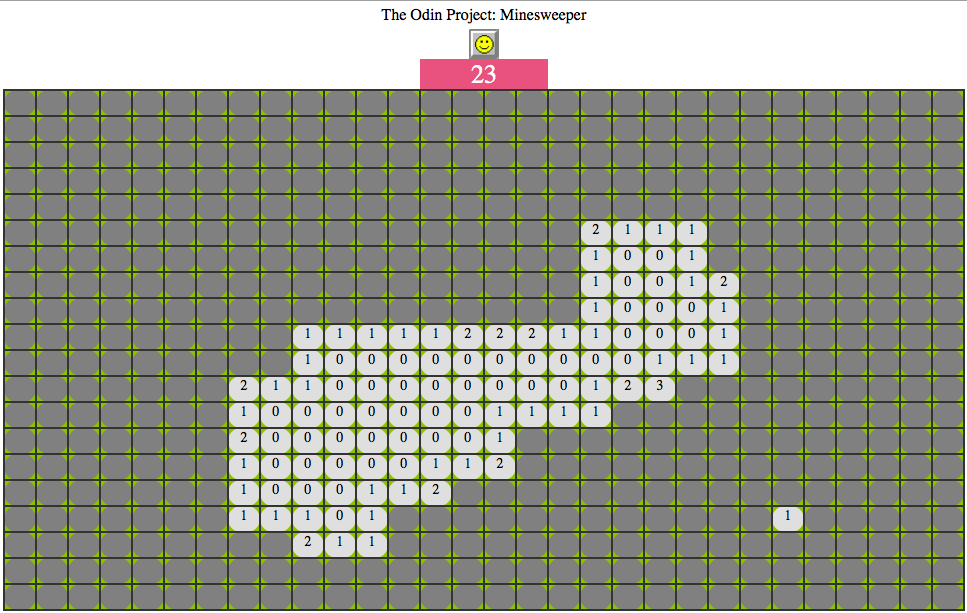 The Odin Project: Minesweeper
23
2 1 1 1
1 0 0 1
1 0 0 1 2
1 0 0 0 1
1 1 1 1 1 2 2 2 1 1 0 0 0 1
1 0 0 0 0 0 0 0 0 0 0 1 1 1
2 1 1 0 0 0 0 0 0 0 0 1 2 3
1 0 0 0 0 0 0 0 1 1 1 1
2 0 0 0 0 0 0 0 1
1 0 0 0 0 0 1 1 2
1 0 0 0 1 1 2
1 1 1 0 1 1
2 1 1